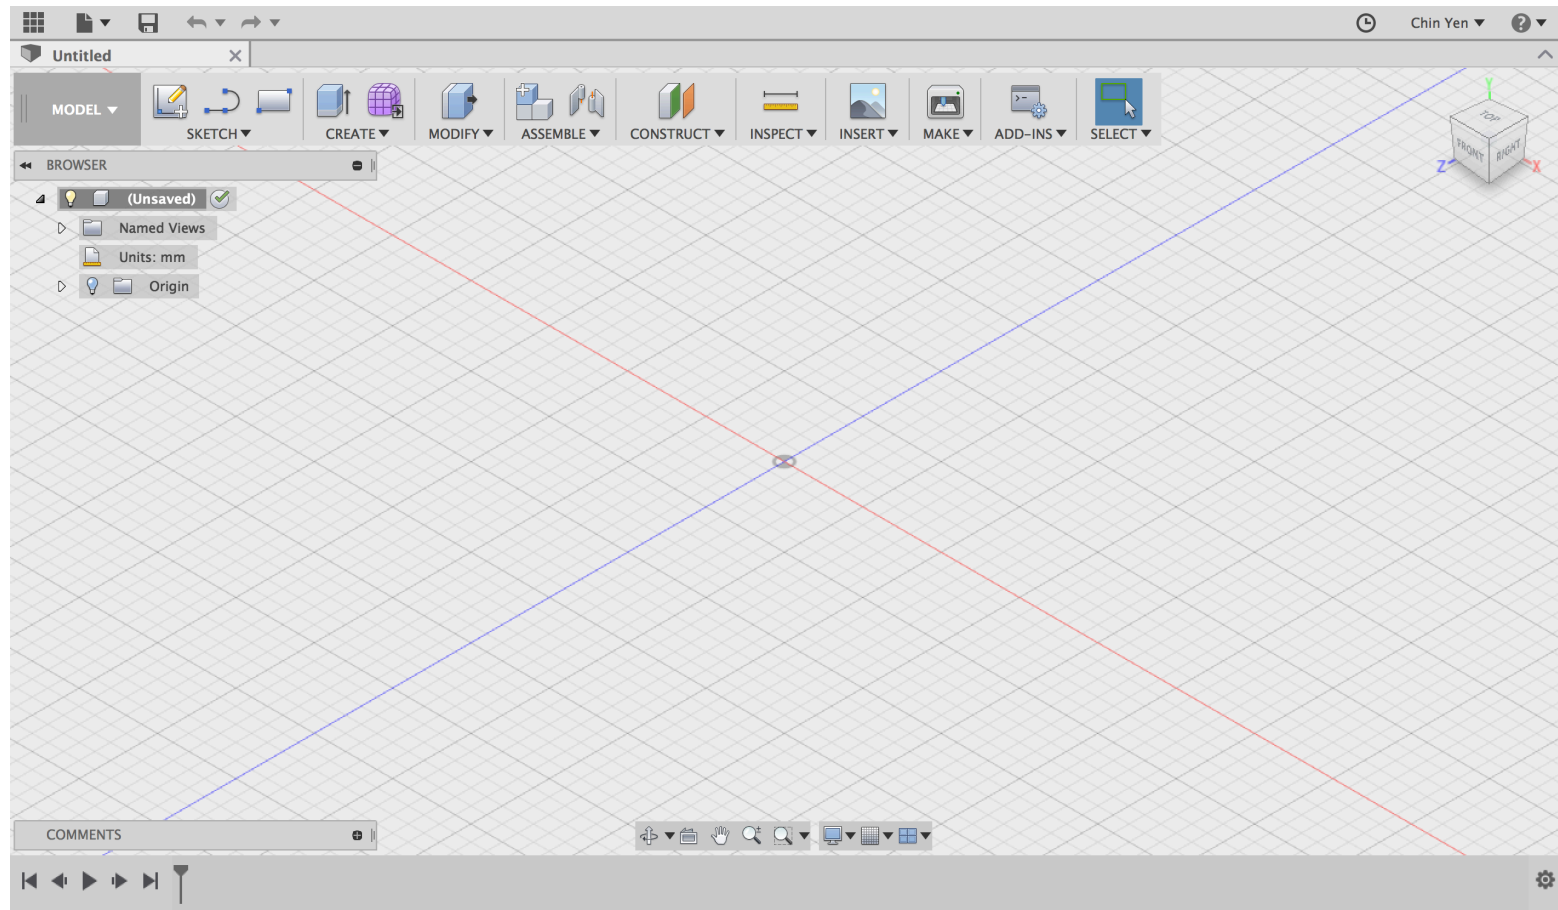 Chin Yen
?
Untitled
MODEL
SKETCH
CREATE
MODIFY
ASSEMBLE
CONSTRUCT
INSPECT
INSERT
MAKE
ADD-INS
SELECT
Y
TOP
FRONT
RIGHT
Z
X
BROWSER
(Unsaved)
Named Views
Units: mm
Origin
COMMENTS